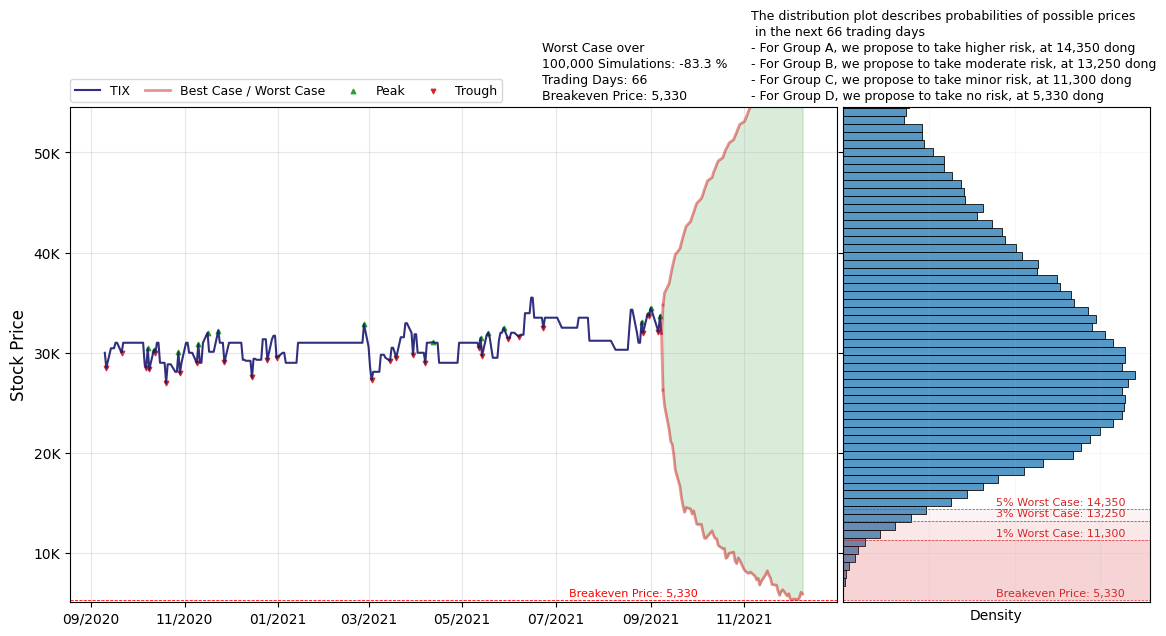 The distribution plot describes probabilities of possible prices
in the next 66 trading days
- For Group A, we propose to take higher risk, at 14,350 dong
- For Group B, we propose to take moderate risk, at 13,250 dong
- For Group C, we propose to take minor risk, at 11,300 dong
- For Group D, we propose to take no risk, at 5,330 dong
Worst Case over
100,000 Simulations: -83.3 %
Trading Days: 66
Breakeven Price: 5,330
TIX
Best Case / Worst Case
Peak
Trough
Stock Price
50K
40K
30K
20K
10K
Breakeven Price: 5,330
09/2020
11/2020
01/2021
03/2021
05/2021
07/2021
09/2021
11/2021
5% Worst Case: 14,350
3% Worst Case: 13,250
1% Worst Case: 11,300
Breakeven Price: 5,330
Density